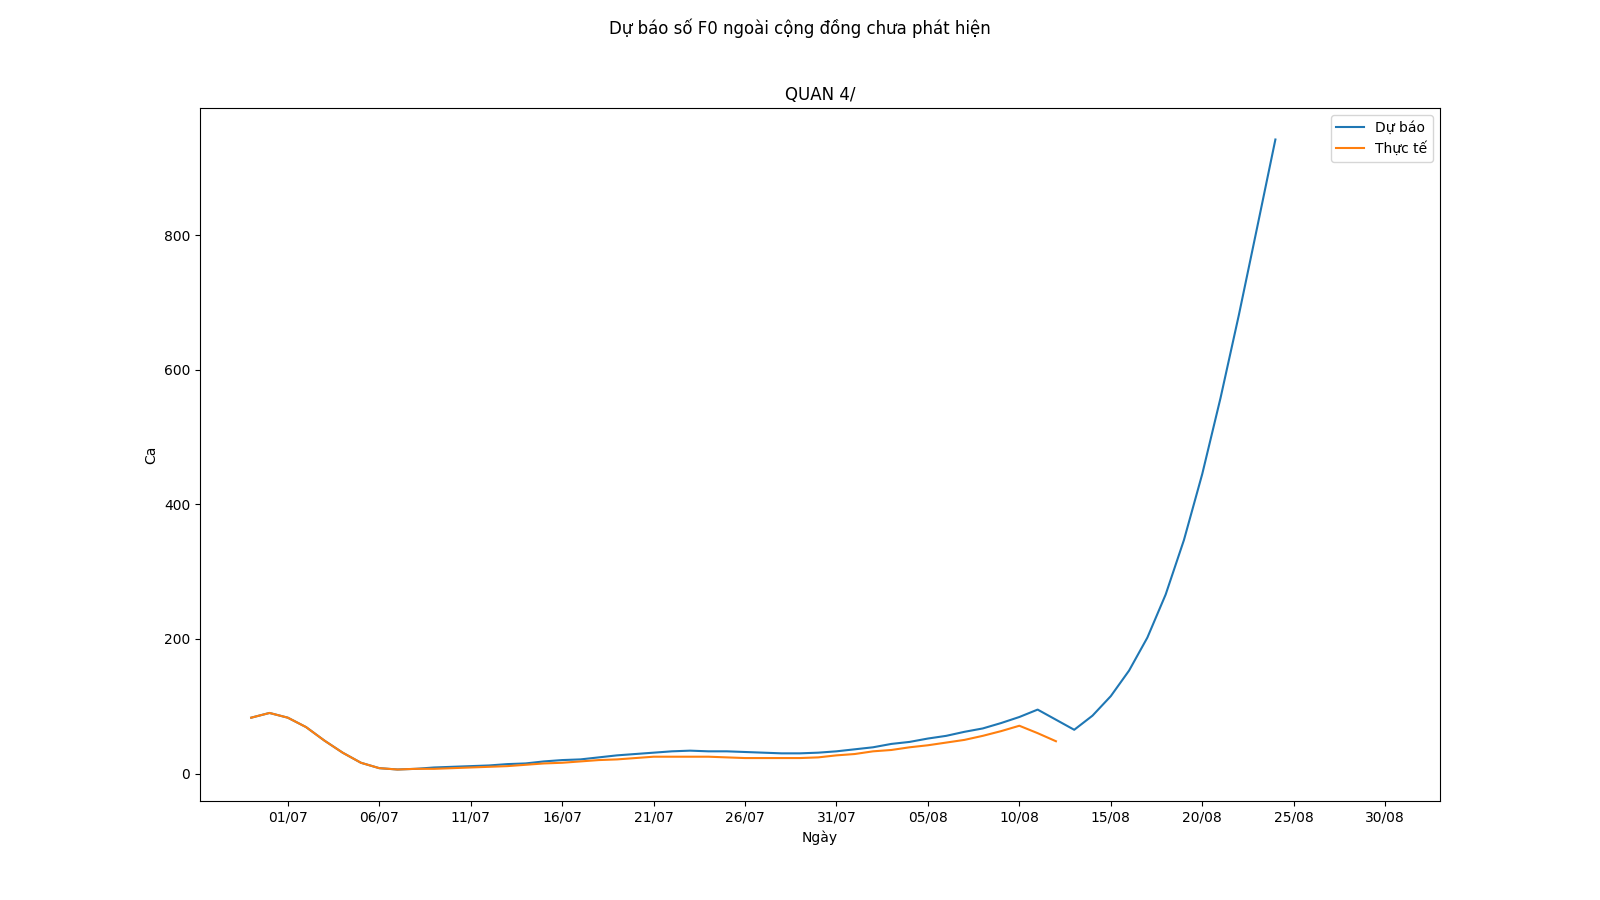 Dự báo số F0 ngoài cộng đồng chưa phát hiện
QUAN 4/
Dự báo
Thực tế
800
600
400
200
0
Ca
01/07 06/07 11/07 16/07 21/07 26/07 31/07 05/08 10/08 15/08 20/08 25/08 30/08
Ngày